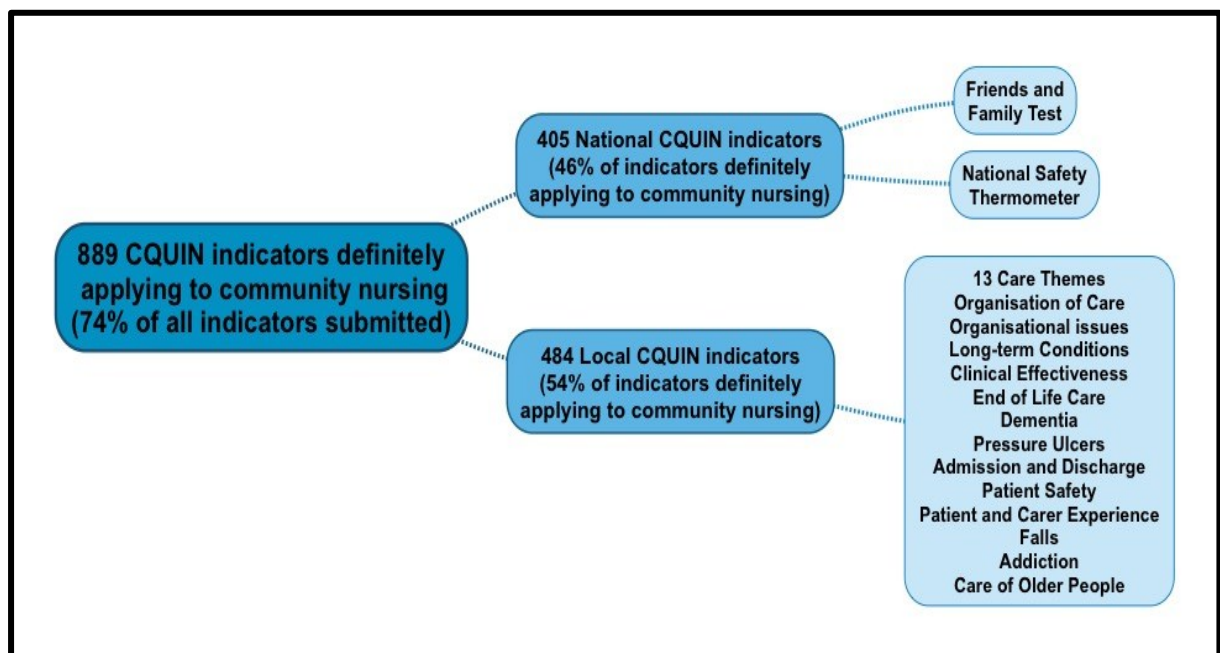 889 CQUIN indicators definitely
applying to community nursing
(74% of all indicators submitted)
405 National CQUIN indicators
(46% of indicators definitely
applying to community nursing)
Friends and
Family Test
National Safety
Thermometer
484 Local CQUIN indicators
(54% of indicators definitely
applying to community nursing)
13 Care Themes
Organisation of Care
Organisational issues
Long-term Conditions
Clinical Effectiveness
End of Life Care
Dementia
Pressure Ulcers
Admission and Discharge
Patient Safety
Patient and Carer Experience
Falls
Addiction
Care of Older People